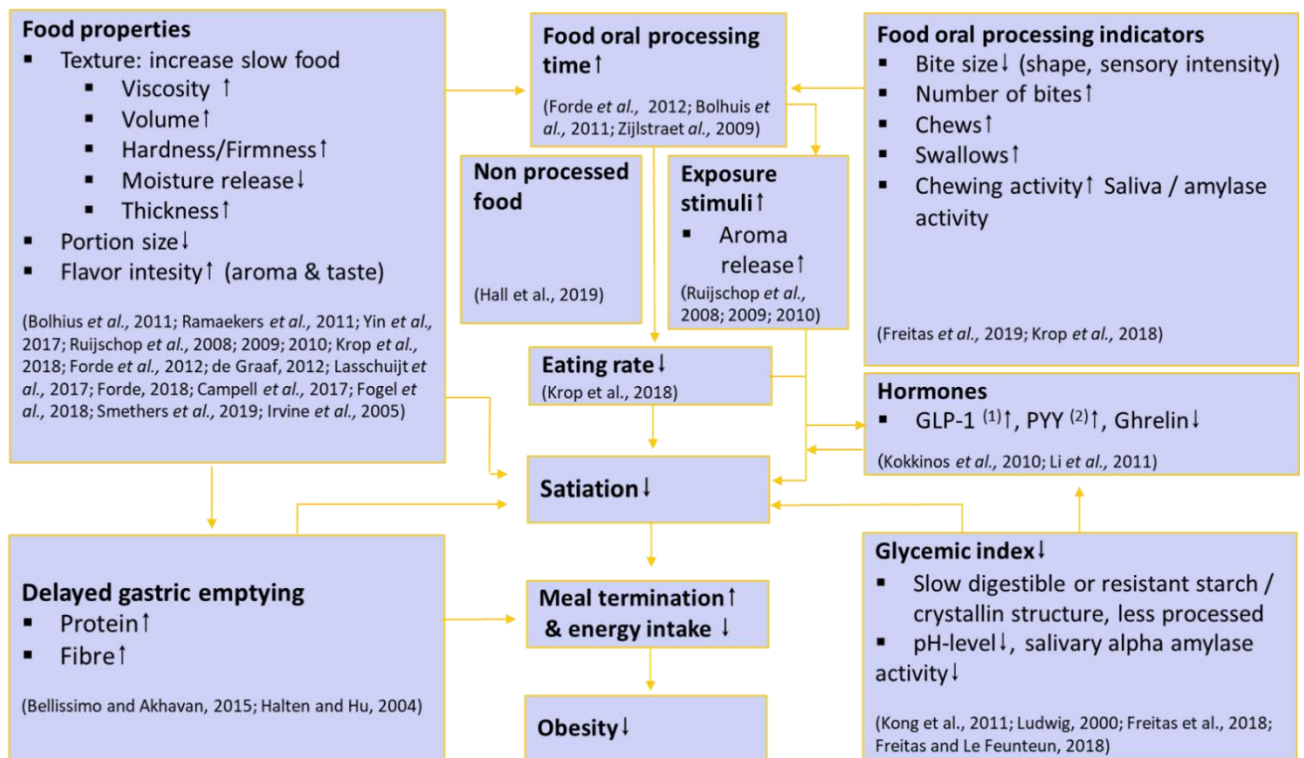 Food properties
▪ Texture: increase slow food
▪ Viscosity ↑
▪ Volume↑
▪ Hardness/Firmness↑
▪ Moisture release↓
▪ Thickness↑
▪ Portion size↓
▪ Flavor intesity↑ (aroma & taste)
(Bolhius et al., 2011; Ramaekers et al., 2011; Yin et al.,
2017; Ruijschop et al., 2008; 2009; 2010; Krop et al.,
2018; Forde et al., 2012; de Graaf, 2012; Lasschuijt et
al., 2017; Forde, 2018; Campell et al., 2017; Fogel et
al., 2018; Smethers et al., 2019; Irvine et al., 2005)
Food oral processing
time↑
(Forde et al., 2012; Bolhuis et
al., 2011; Zijlstraet al., 2009)
Food oral processing indicators
▪ Bite size↓ (shape, sensory intensity)
▪ Number of bites↑
▪ Chews↑
▪ Swallows↑
▪ Chewing activity↑ Saliva / amylase
activity
(Freitas et al., 2019; Krop et al., 2018)
Non processed
food
(Hall et al., 2019)
Exposure
stimuli↑
▪ Aroma
release↑
(Ruijschop et al.,
2008; 2009; 2010)
Eating rate↓
(Krop et al., 2018)
Hormones
▪ GLP-1 (1)↑, PYY (2)↑, Ghrelin↓
(Kokkinos et al., 2010; Li et al., 2011)
Satiation↓
Delayed gastric emptying
▪ Protein↑
▪ Fibre↑
(Bellissimo and Akhavan, 2015; Halten and Hu, 2004)
Meal termination↑
& energy intake ↓
Obesity↓
Glycemic index↓
▪ Slow digestible or resistant starch /
crystallin structure, less processed
▪ pH-level↓, salivary alpha amylase
activity↓
(Kong et al., 2011; Ludwig, 2000; Freitas et al., 2018;
Freitas and Le Feunteun, 2018)